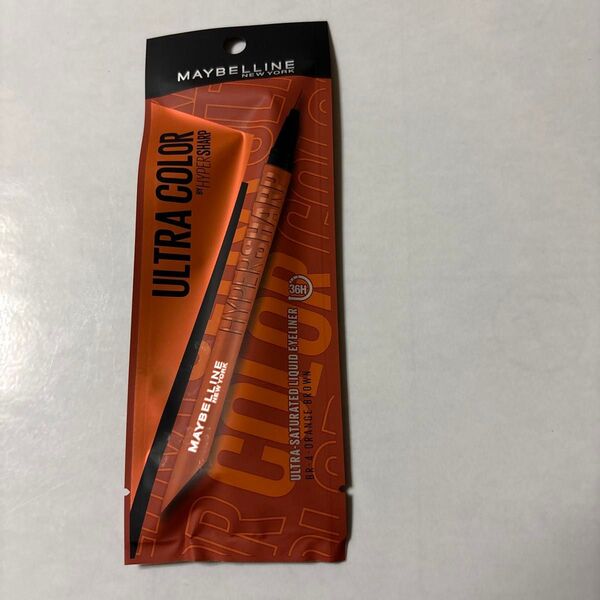 MAYBELLINE
NEW YORK
ULTRA COLOR
BY HYPERSHARP
HYPERSHARP
MAYBELLINE
NEW YORK
COLOR
36H
ULTRA-SATURATED LIQUID EYELINER
BR-4 ORANGE BROWN